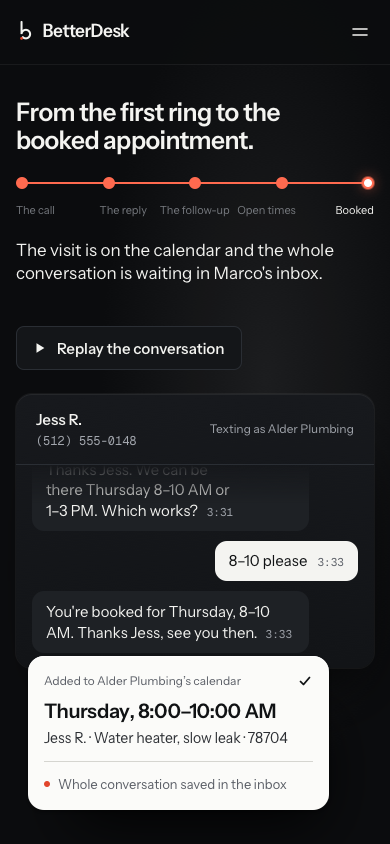 BetterDesk
From the first ring to the
booked appointment.
The call
The reply
The follow-up
Open times
Booked
The visit is on the calendar and the whole
conversation is waiting in Marco's inbox.
Replay the conversation
Jess R.
(512) 555-0148
Texting as Alder Plumbing
Thanks Jess. We can be
there Thursday 8–10 AM or
1–3 PM. Which works? 3:31
8–10 please 3:33
You're booked for Thursday, 8–10
AM. Thanks Jess, see you then. 3:33
Added to Alder Plumbing's calendar
Thursday, 8:00–10:00 AM
Jess R. · Water heater, slow leak · 78704
Whole conversation saved in the inbox